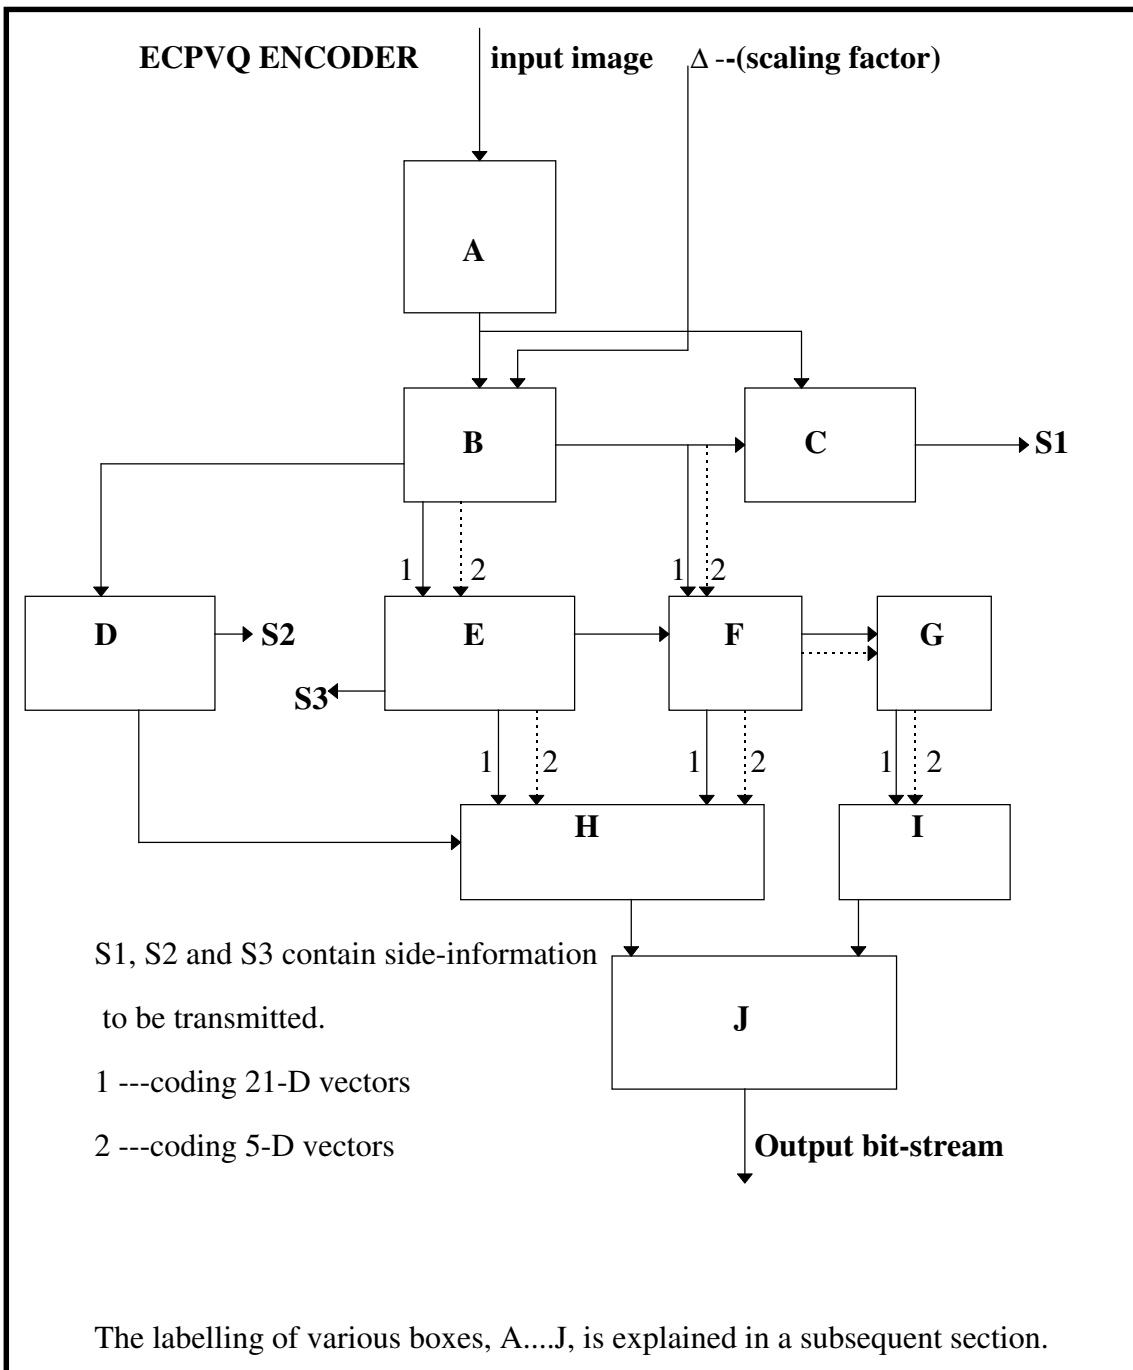 ECPVQ ENCODER input image Δ --(scaling factor)
A
B C S1
1 2 1 2
D S2 E F G
S3
1 2 1 2 1 2
H I
S1, S2 and S3 contain side-information
to be transmitted.
J
1 ---coding 21-D vectors
2 ---coding 5-D vectors
Output bit-stream
The labelling of various boxes, A....J, is explained in a subsequent section.